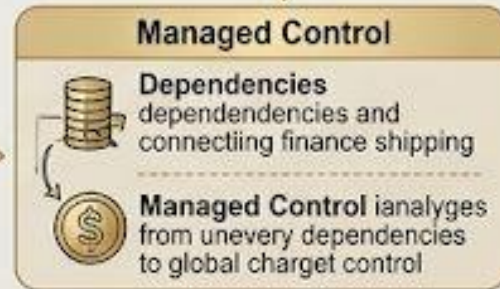 Managed Control
Dependencies
dependendencies and
connectiing finance shipping
Managed Control ianalyges
from unevery dependencies
to global charget control
$